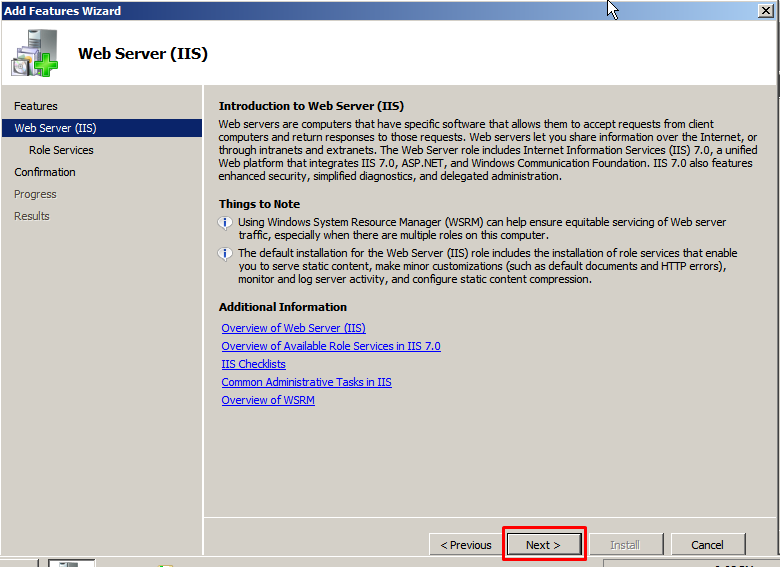 Add Features Wizard
Web Server (IIS)
Features
Web Server (IIS)
Role Services
Confirmation
Progress
Results
Introduction to Web Server (IIS)
Web servers are computers that have specific software that allows them to accept requests from client
computers and return responses to those requests. Web servers let you share information over the Internet, or
through intranets and extranets. The Web Server role includes Internet Information Services (IIS) 7.0, a unified
Web platform that integrates IIS 7.0, ASP.NET, and Windows Communication Foundation. IIS 7.0 also features
enhanced security, simplified diagnostics, and delegated administration.
Things to Note
Using Windows System Resource Manager (WSRM) can help ensure equitable servicing of Web server
traffic, especially when there are multiple roles on this computer.
The default installation for the Web Server (IIS) role includes the installation of role services that enable
you to serve static content, make minor customizations (such as default documents and HTTP errors),
monitor and log server activity, and configure static content compression.
Additional Information
Overview of Web Server (IIS)
Overview of Available Role Services in IIS 7.0
IIS Checklists
Common Administrative Tasks in IIS
Overview of WSRM
< Previous
Next >
Install
Cancel